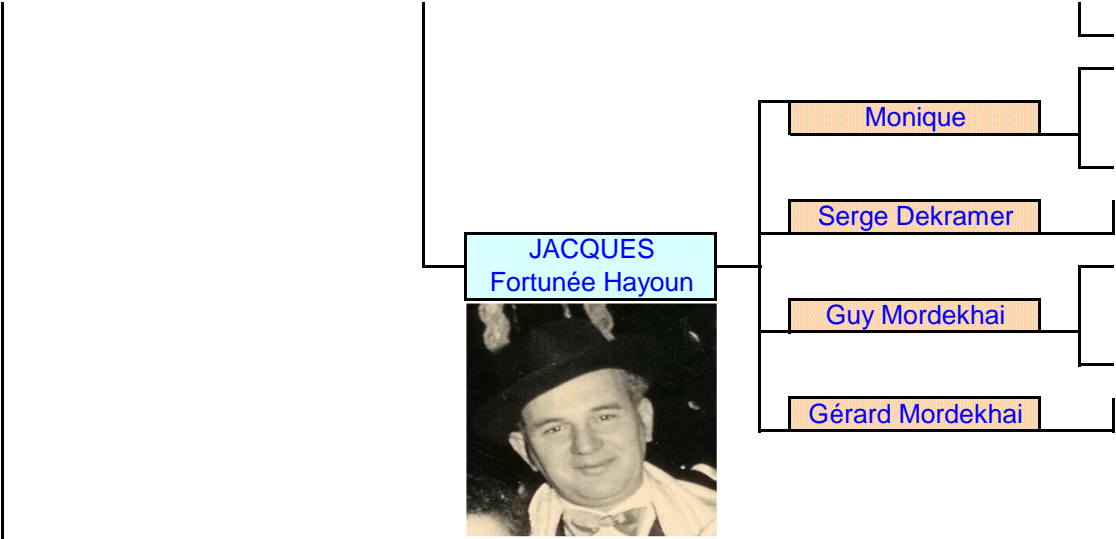 Monique
Serge Dekramer
JACQUES
Fortunée Hayoun
Guy Mordekhai
Gérard Mordekhai